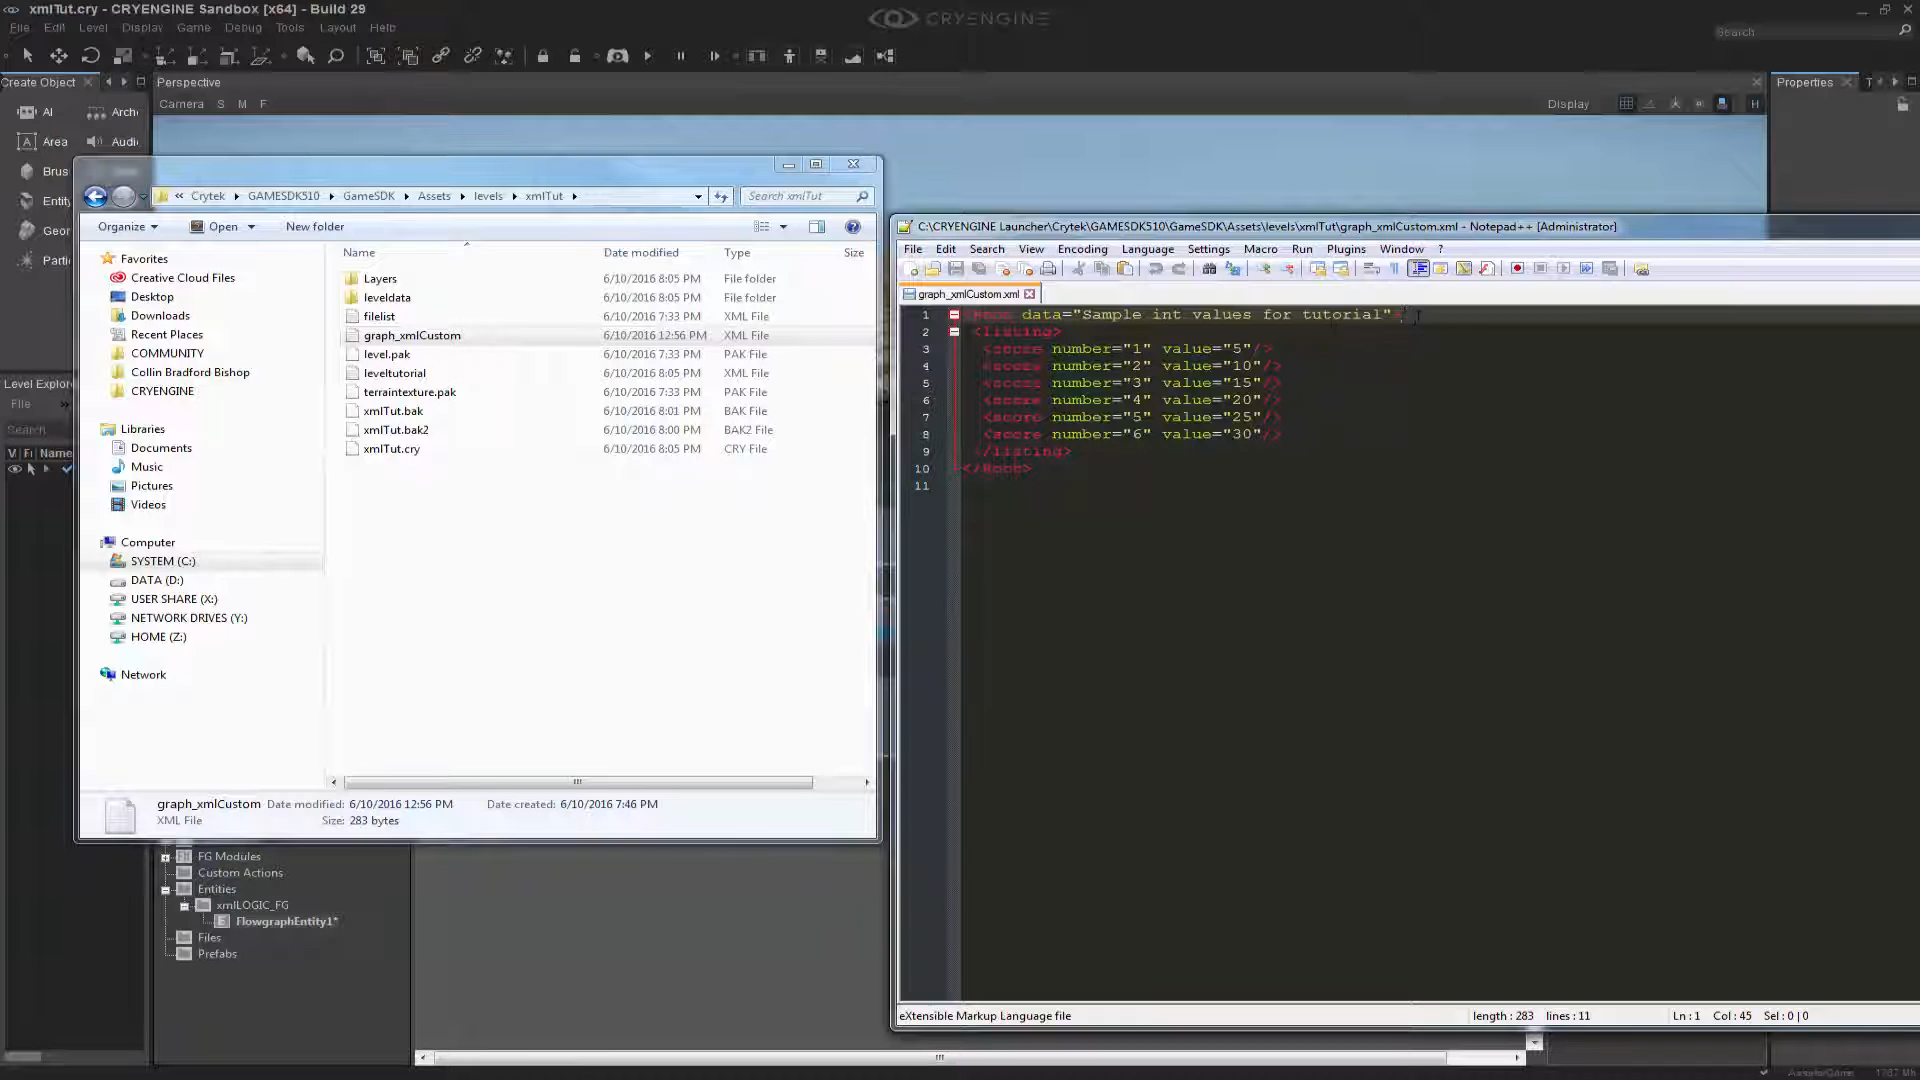 xmlTut.cry - CRYENGINE Sandbox [x64] - Build 29
CRYENGINE
File Edit Level Display Game Debug Tools Layout Help
Search
Create Object
Perspective
Properties
Camera S M F
Display
H
AI
Arch
Area
Audi
Brus
Entity
Geor
Parti
Crytek GAMESDK510 GameSDK Assets levels xmlTut
Search xmlTut
Organize Open New folder
Name Date modified Type Size
Favorites
Creative Cloud Files
Desktop
Downloads
Recent Places
COMMUNITY
Collin Bradford Bishop
CRYENGINE
Libraries
Documents
Music
Pictures
Videos
Computer
SYSTEM (C:)
DATA (D:)
USER SHARE (X:)
NETWORK DRIVES (Y:)
HOME (Z:)
Network
Layers 6/10/2016 8:05 PM File folder
leveldata 6/10/2016 8:05 PM File folder
filelist 6/10/2016 7:33 PM XML File
graph_xmlCustom 6/10/2016 12:56 PM XML File
level.pak 6/10/2016 7:33 PM PAK File
leveltutorial 6/10/2016 8:05 PM XML File
terraintexture.pak 6/10/2016 7:33 PM PAK File
xmlTut.bak 6/10/2016 8:01 PM BAK File
xmlTut.bak2 6/10/2016 8:00 PM BAK2 File
xmlTut.cry 6/10/2016 8:05 PM CRY File
graph_xmlCustom Date modified: 6/10/2016 12:56 PM Date created: 6/10/2016 7:46 PM
XML File Size: 283 bytes
C:\CRYENGINE Launcher\Crytek\GAMESDK510\GameSDK\Assets\levels\xmlTut\graph_xmlCustom.xml - Notepad++ [Administrator]
File Edit Search View Encoding Language Settings Macro Run Plugins Window ?
graph_xmlCustom.xml
1 data="Sample int values for tutorial">
2 <listing>
3 <score number="1" value="5"/>
4 <score number="2" value="10"/>
5 <score number="3" value="15"/>
6 <score number="4" value="20"/>
7 <score number="5" value="25"/>
8 <score number="6" value="30"/>
9 </listing>
10
11
eXtensible Markup Language file length : 283 lines : 11 Ln : 1 Col : 45 Sel : 0 | 0
Level Explor
File
Search
V Name
FG Modules
Custom Actions
Entities
xmlLOGIC_FG
FlowgraphEntity1*
Files
Prefabs